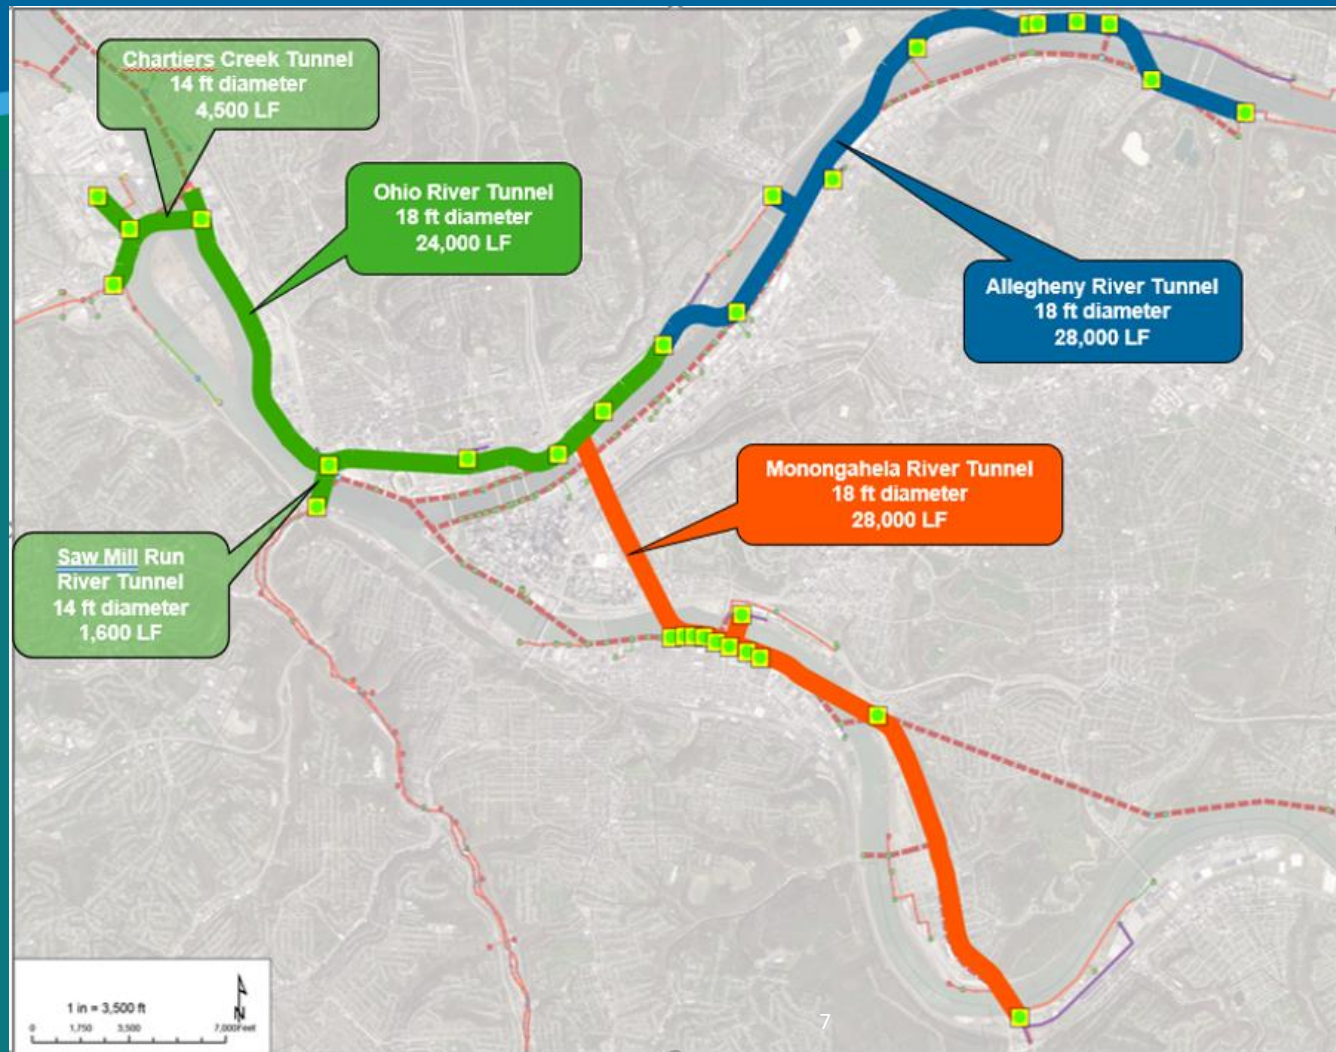 Chartiers Creek Tunnel
14 ft diameter
4,500 LF
Ohio River Tunnel
18 ft diameter
24,000 LF
Allegheny River Tunnel
18 ft diameter
28,000 LF
Monongahela River Tunnel
18 ft diameter
28,000 LF
Saw Mill Run
River Tunnel
14 ft diameter
1,600 LF
1 in = 3,500 ft
N
0 1,750 3,500 7,000 Feet
7